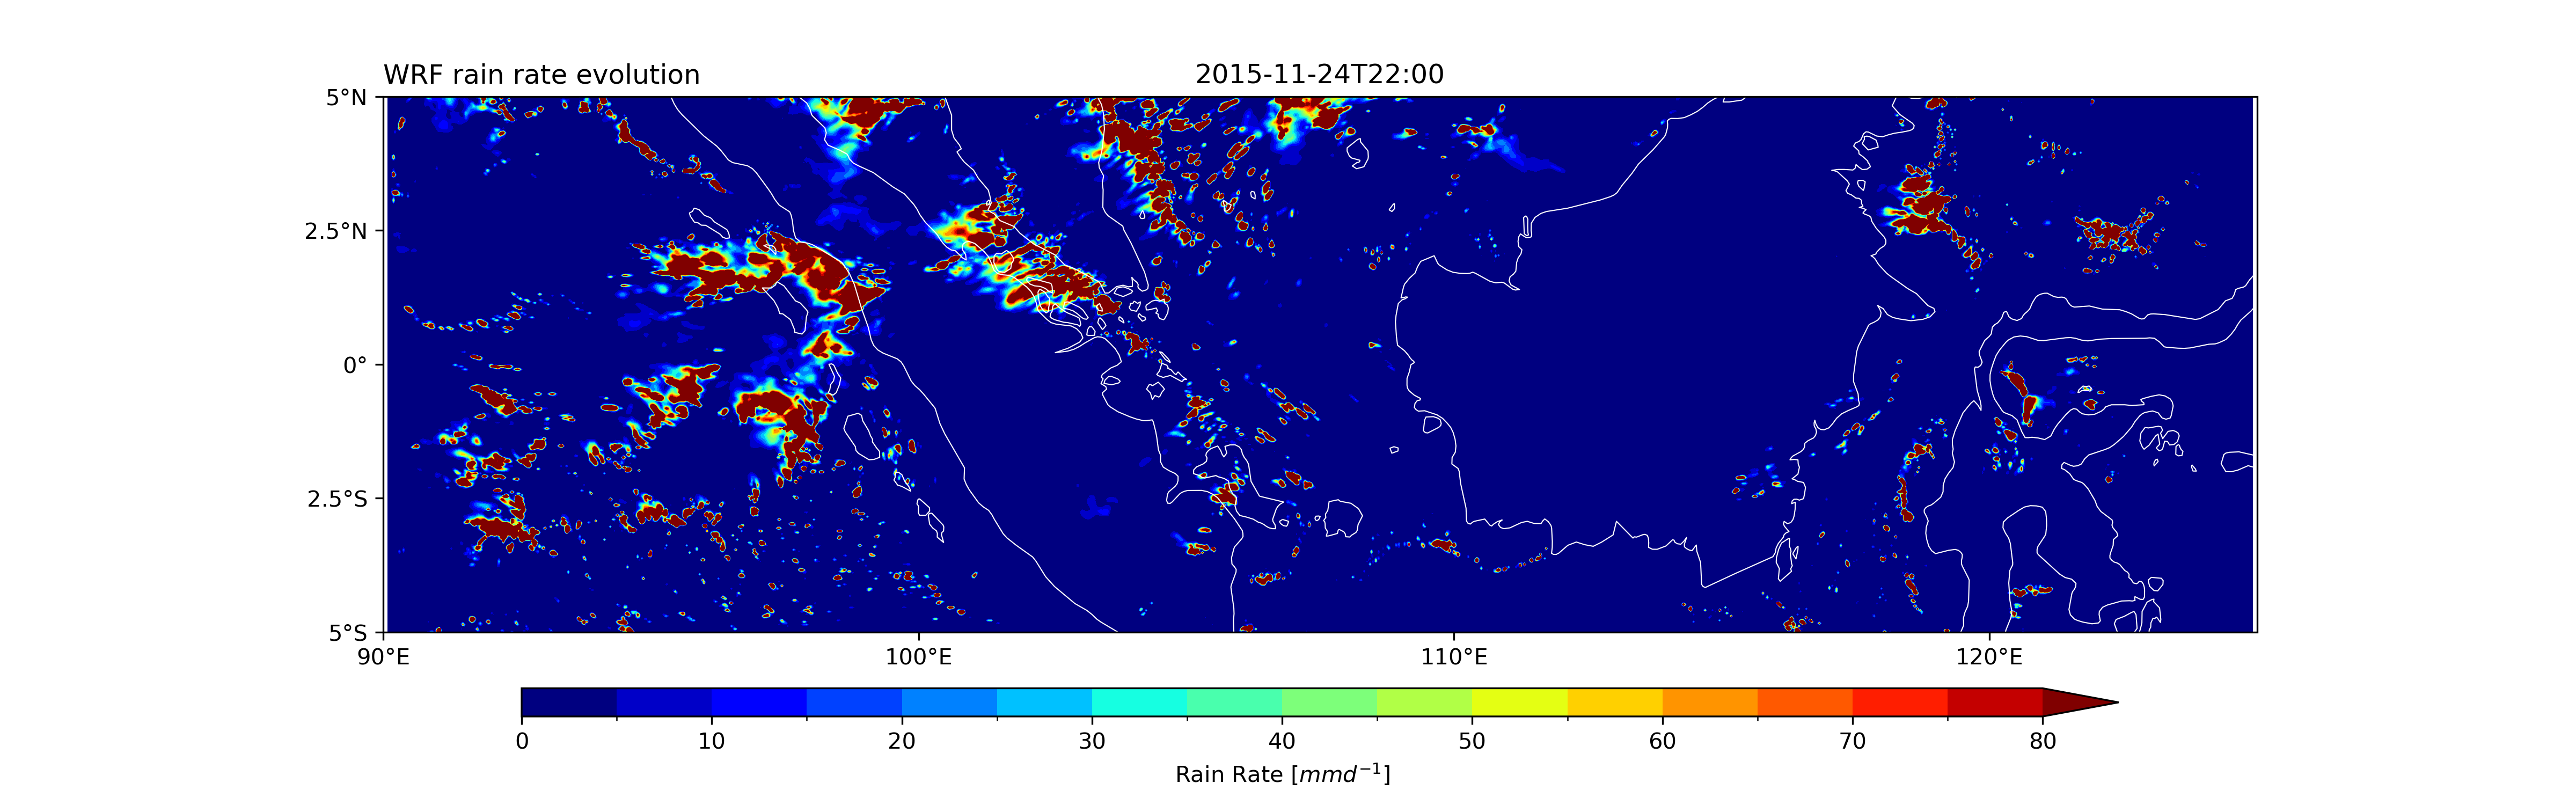 WRF rain rate evolution
2015-11-24T22:00
5°N
2.5°N
0°
2.5°S
5°S
90°E 100°E 110°E 120°E
0 10 20 30 40 50 60 70 80
Rain Rate [mmd⁻¹]